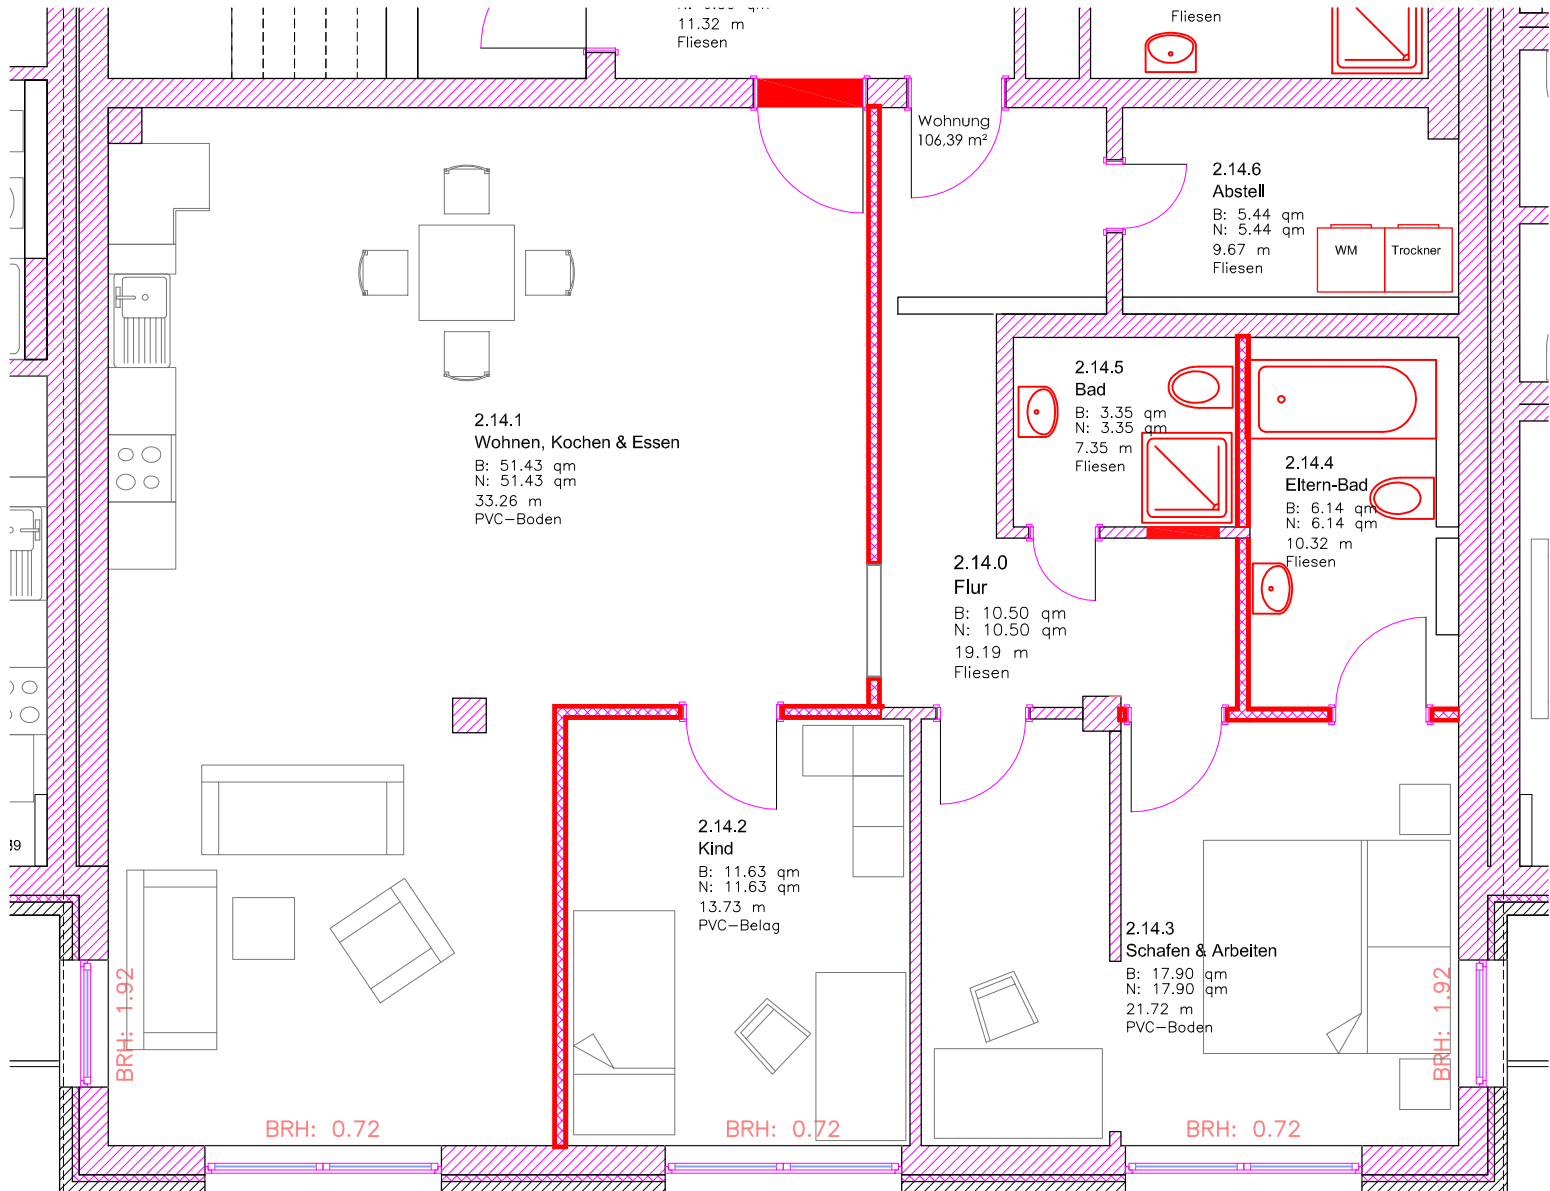 11.32 m
Fliesen
Fliesen
Wohnung
106,39 m²
2.14.6
Abstell
B: 5.44 qm
N: 5.44 qm
9.67 m
Fliesen
WM
Trockner
2.14.5
Bad
B: 3.35 qm
N: 3.35 qm
7.35 m
Fliesen
2.14.1
Wohnen, Kochen & Essen
B: 51.43 qm
N: 51.43 qm
33.26 m
PVC-Boden
2.14.4
Eltern-Bad
B: 6.14 qm
N: 6.14 qm
10.32 m
Fliesen
2.14.0
Flur
B: 10.50 qm
N: 10.50 qm
19.19 m
Fliesen
2.14.2
Kind
B: 11.63 qm
N: 11.63 qm
13.73 m
PVC-Belag
2.14.3
Schafen & Arbeiten
B: 17.90 qm
N: 17.90 qm
21.72 m
PVC-Boden
BRH: 1.92
BRH: 1.92
BRH: 0.72
BRH: 0.72
BRH: 0.72